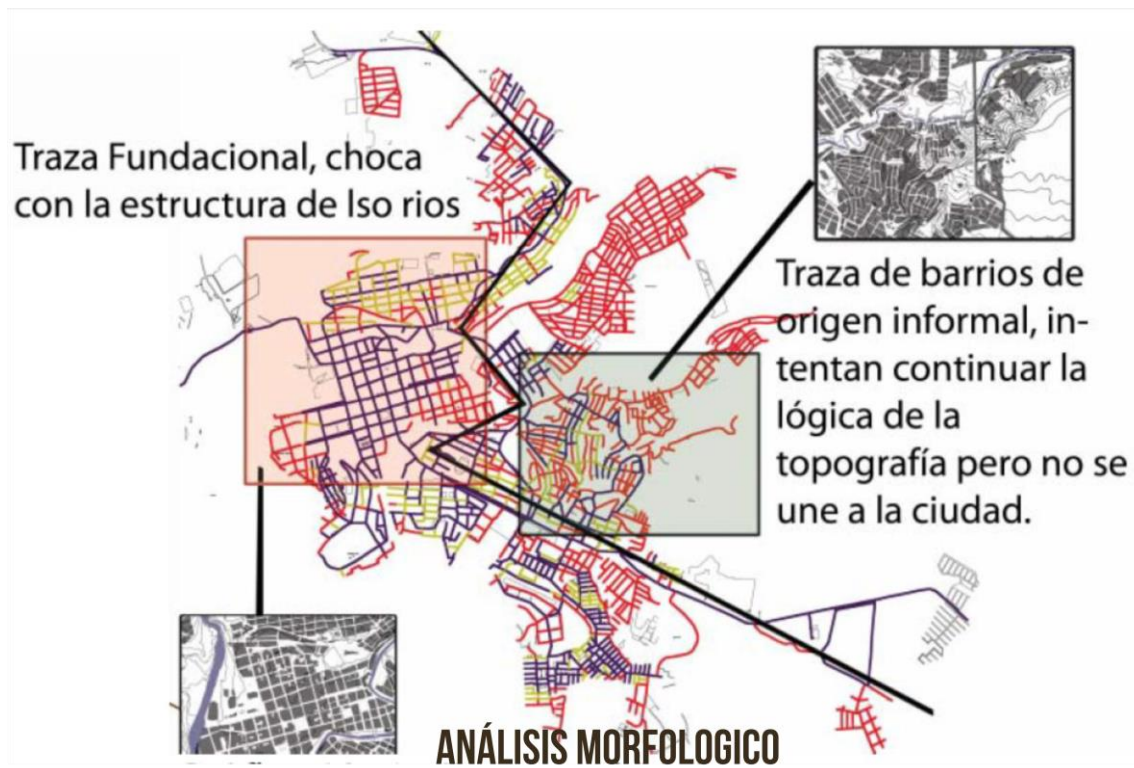 Traza Fundacional, choca
con la estructura de lso rios
Traza de barrios de
origen informal, in-
tentan continuar la
lógica de la
topografía pero no se
une a la ciudad.
ANÁLISIS MORFOLOGICO